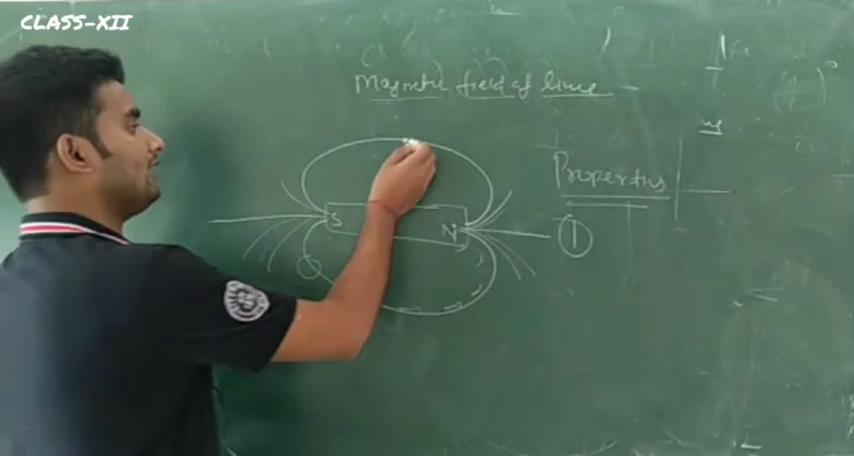 CLASS-XII
Magnetic field of line
Properties
S
N
1